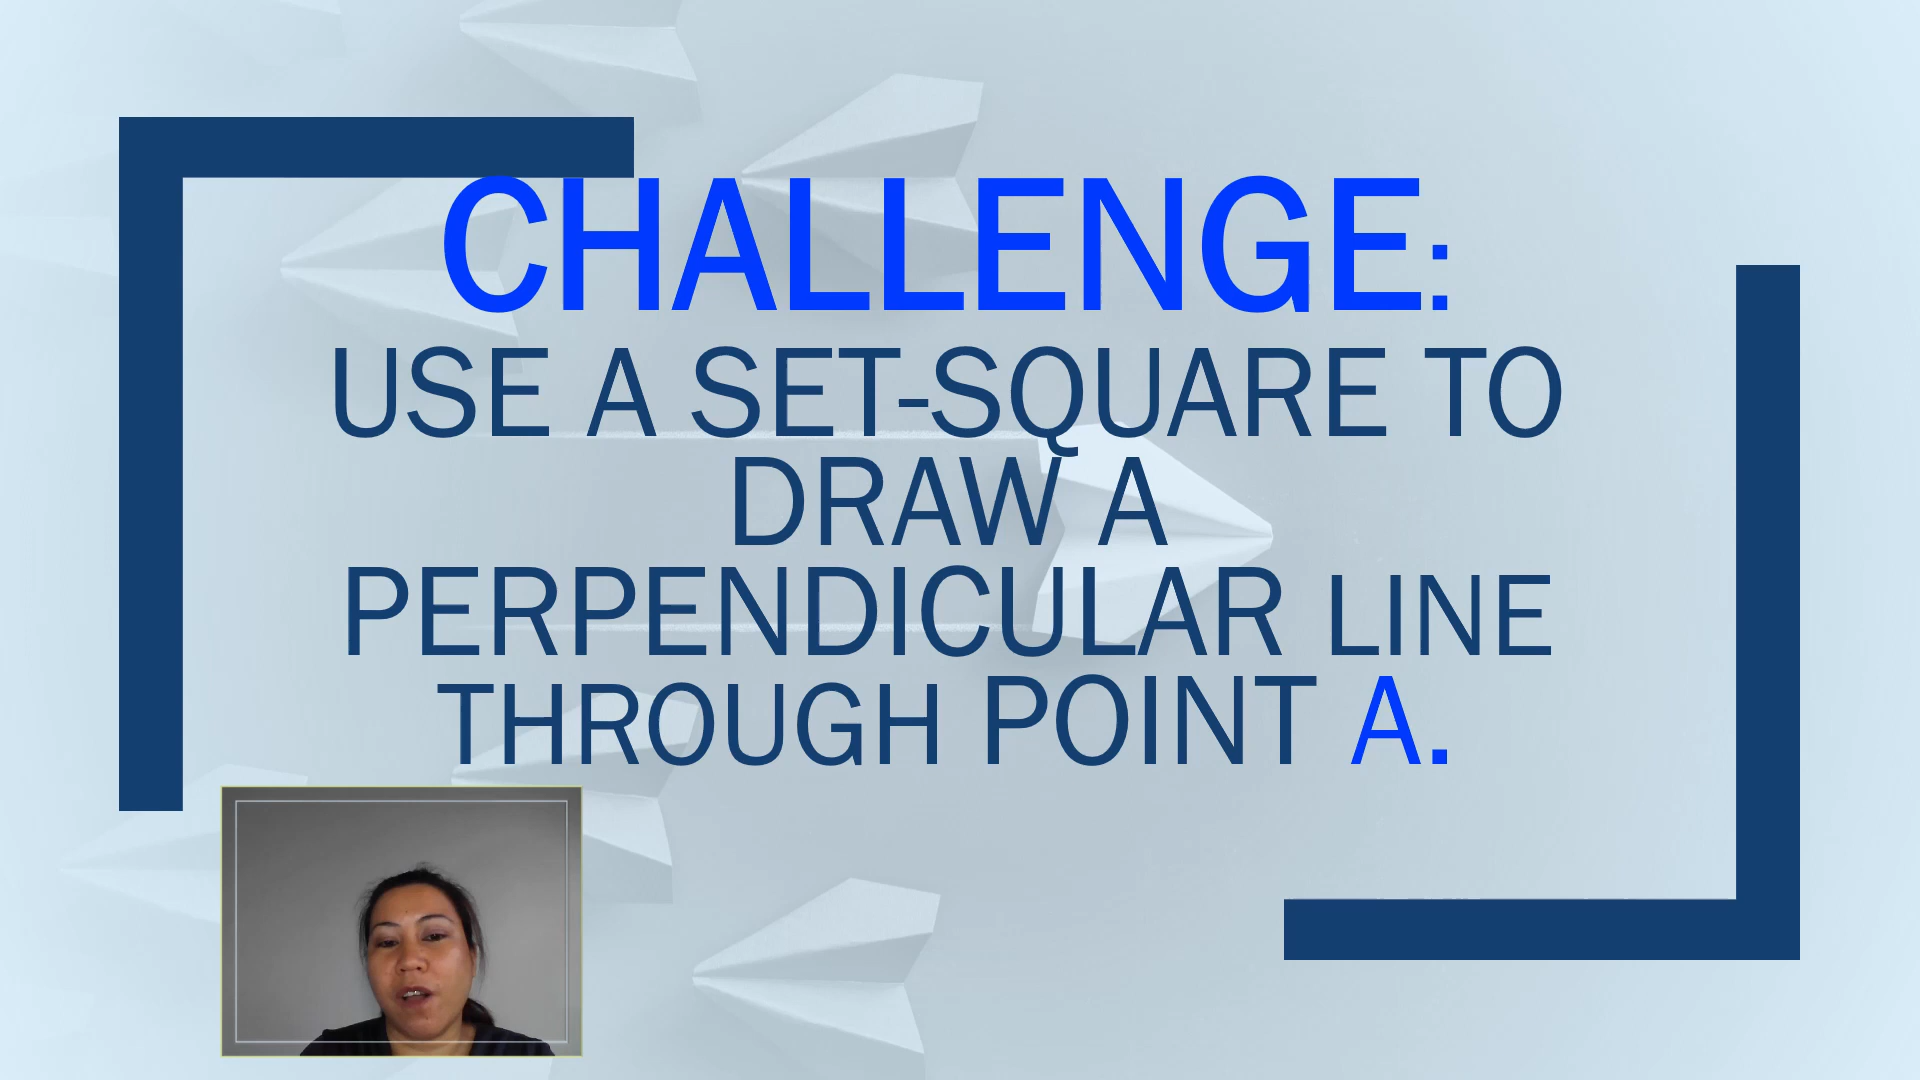 CHALLENGE:
USE A SET-SQUARE TO
DRAW A
PERPENDICULAR LINE
THROUGH POINT A.